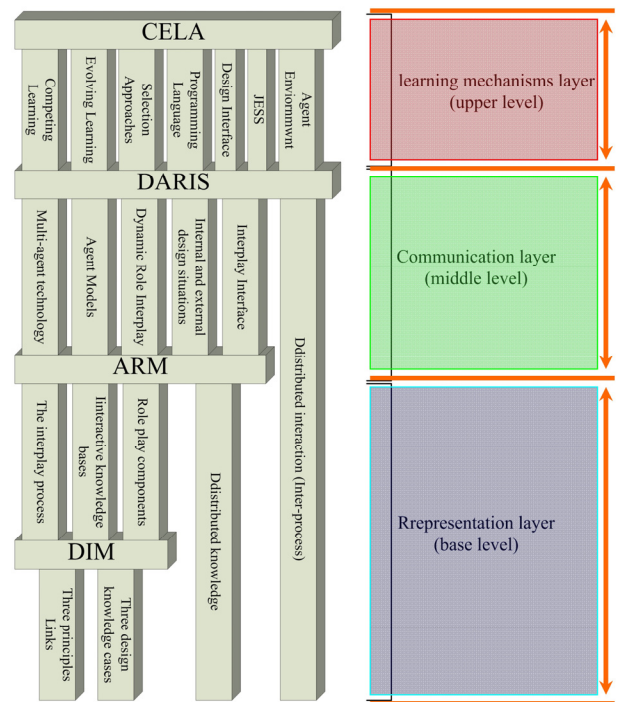 CELA
Competing
Learning
Evolving Learning
Selection
Approaches
Programming
Language
Design Interface
JESS
Agent
Enviornmwnt
DARIS
Multi-agent technology
Agent Models
Dynamic Role Interplay
Internal and external
design situations
Interplay Interface
Ddistributed interaction (Inter-process)
ARM
The interplay process
Iinteractive knowledge
bases
Role play components
Ddistributed knowledge
DIM
Three principles
Links
Three design
knowledge cases
learning mechanisms layer
(upper level)
Communication layer
(middle level)
Rrepresentation layer
(base level)